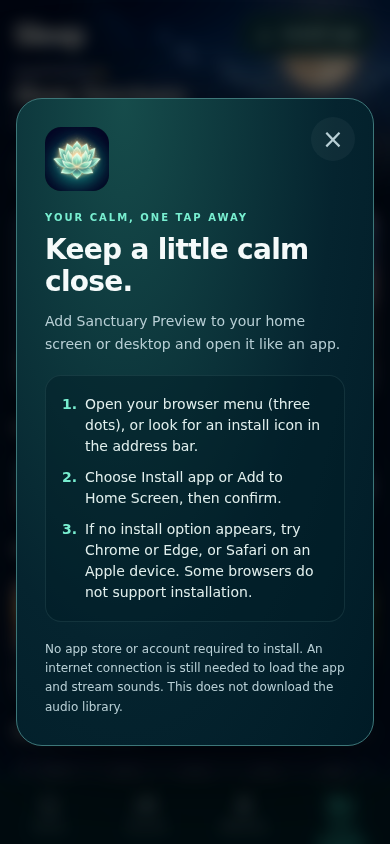 YOUR CALM, ONE TAP AWAY
Keep a little calm
close.
Add Sanctuary Preview to your home
screen or desktop and open it like an app.
1. Open your browser menu (three
dots), or look for an install icon in
the address bar.
2. Choose Install app or Add to
Home Screen, then confirm.
3. If no install option appears, try
Chrome or Edge, or Safari on an
Apple device. Some browsers do
not support installation.
No app store or account required to install. An
internet connection is still needed to load the app
and stream sounds. This does not download the
audio library.